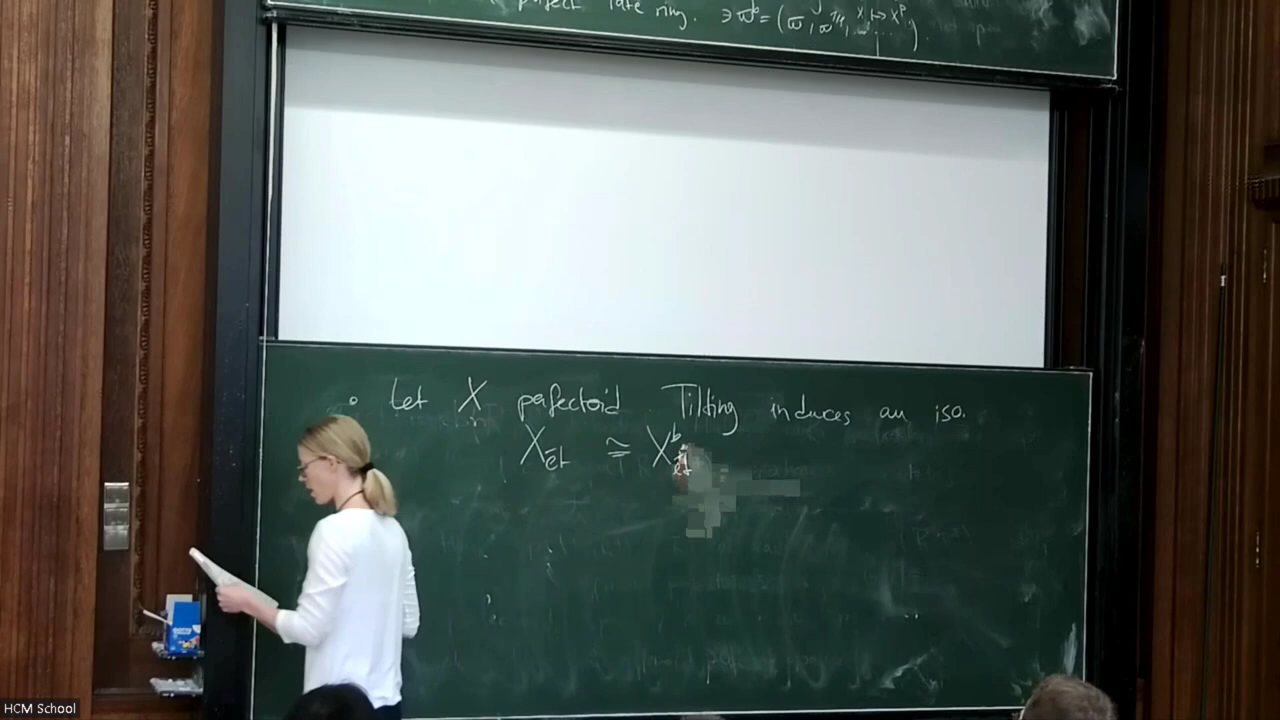 perfect Tate ring. ∋ ϖ^♭ = (ϖ, ϖ^{1/p}, ...)
x ↦ x^p
• Let X perfectoid. Tilting induces an iso.
X_ét ≅ X^♭_ét
HCM School